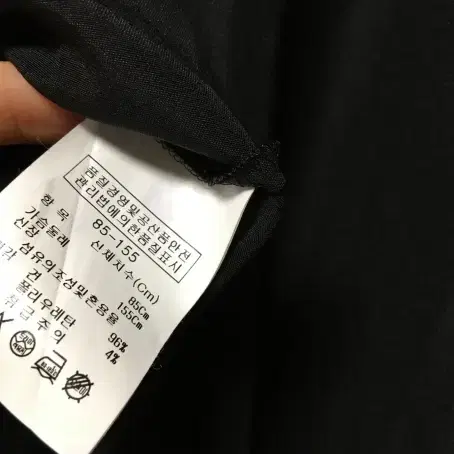 품질경영및공산품안전
관리법에의한품질표시
85-155
항 목 신체치수(Cm)
가슴둘레 85Cm
신장 155Cm
섬유의조성및혼용율
96%
폴리우레탄 4%
취급주의